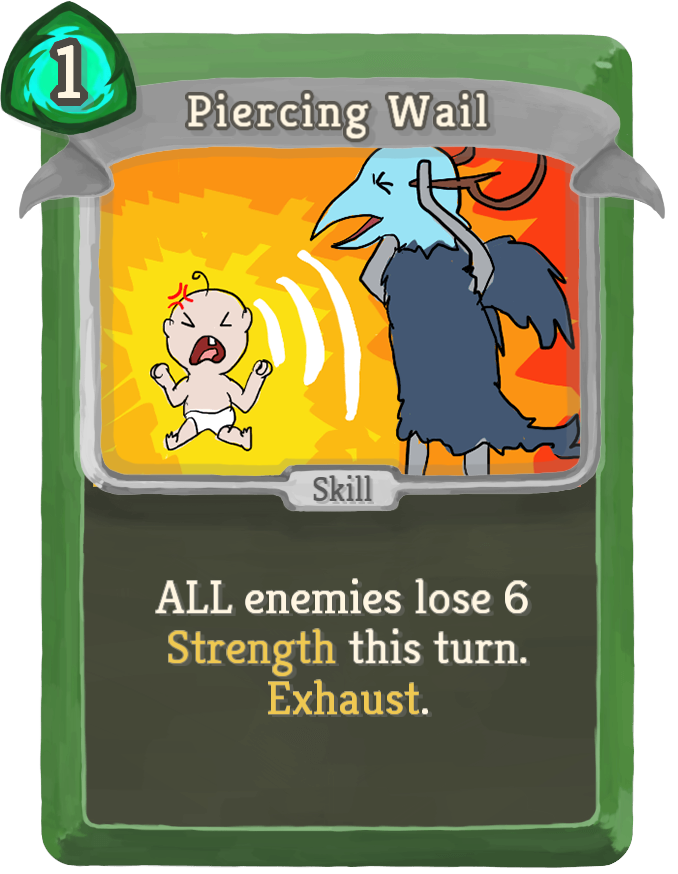 1
Piercing Wail
Skill
ALL enemies lose 6
Strength this turn.
Exhaust.